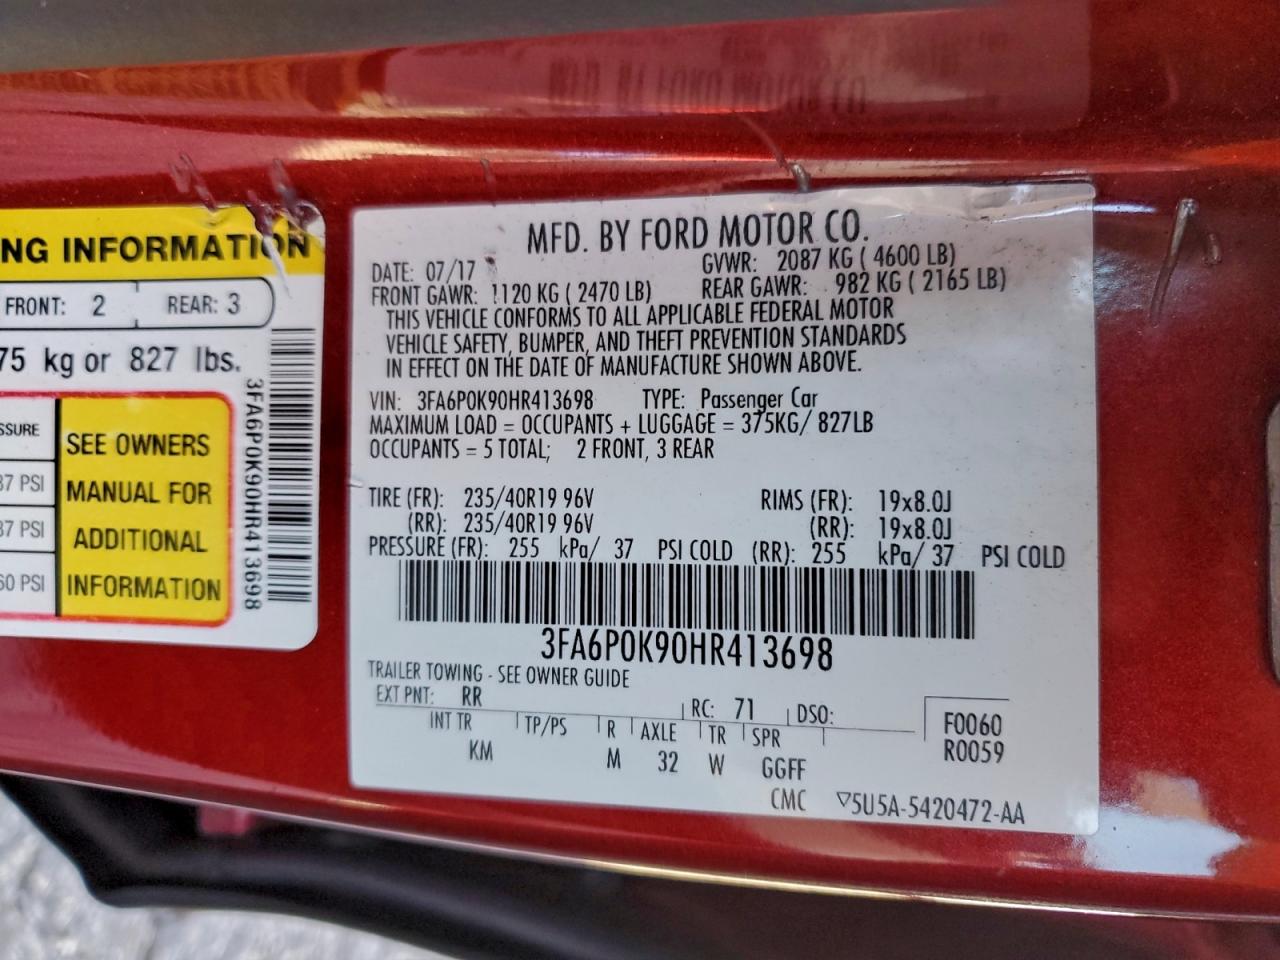 NG INFORMATION
FRONT: 2 REAR: 3
75 kg or 827 lbs.
SSURE
37 PSI
37 PSI
60 PSI
SEE OWNERS
MANUAL FOR
ADDITIONAL
INFORMATION
3FA6P0K90HR413698
MFD. BY FORD MOTOR CO.
DATE: 07/17 GVWR: 2087 KG ( 4600 LB)
FRONT GAWR: 1120 KG ( 2470 LB) REAR GAWR: 982 KG ( 2165 LB)
THIS VEHICLE CONFORMS TO ALL APPLICABLE FEDERAL MOTOR
VEHICLE SAFETY, BUMPER, AND THEFT PREVENTION STANDARDS
IN EFFECT ON THE DATE OF MANUFACTURE SHOWN ABOVE.
VIN: 3FA6P0K90HR413698 TYPE: Passenger Car
MAXIMUM LOAD = OCCUPANTS + LUGGAGE = 375KG/ 827LB
OCCUPANTS = 5 TOTAL; 2 FRONT, 3 REAR
TIRE (FR): 235/40R19 96V RIMS (FR): 19x8.0J
(RR): 235/40R19 96V (RR): 19x8.0J
PRESSURE (FR): 255 kPa/ 37 PSI COLD (RR): 255 kPa/ 37 PSI COLD
3FA6P0K90HR413698
TRAILER TOWING - SEE OWNER GUIDE
EXT PNT: RR RC: 71 DSO:
INT TR TP/PS R AXLE TR SPR
KM M 32 W GGFF
F0060
R0059
CMC ▽5U5A-5420472-AA